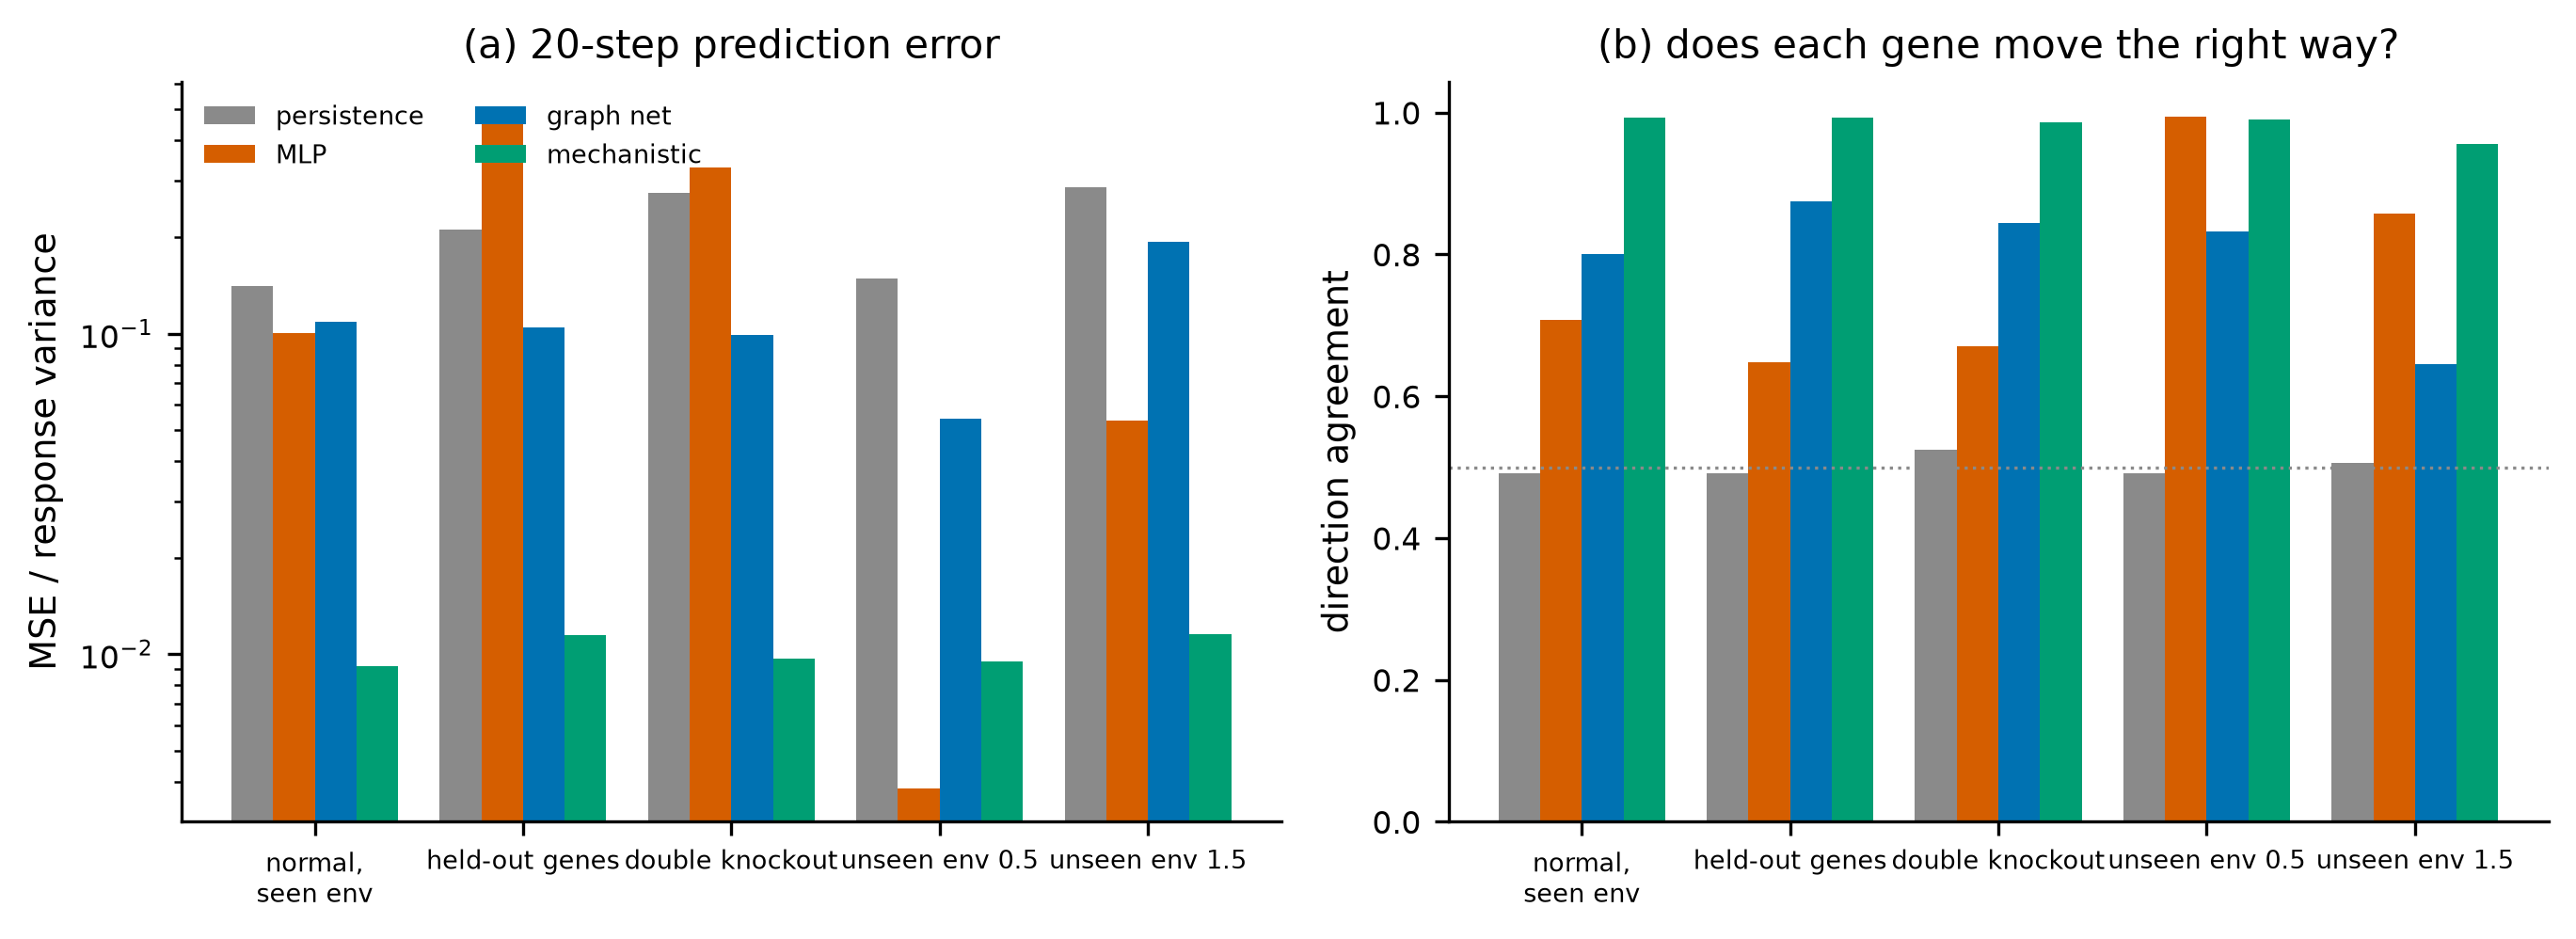 (a) 20-step prediction error
persistence
MLP
graph net
mechanistic
MSE / response variance
10⁻¹
10⁻²
normal,
seen env
held-out genes
double knockout
unseen env 0.5
unseen env 1.5
(b) does each gene move the right way?
direction agreement
1.0
0.8
0.6
0.4
0.2
0.0
normal,
seen env
held-out genes
double knockout
unseen env 0.5
unseen env 1.5